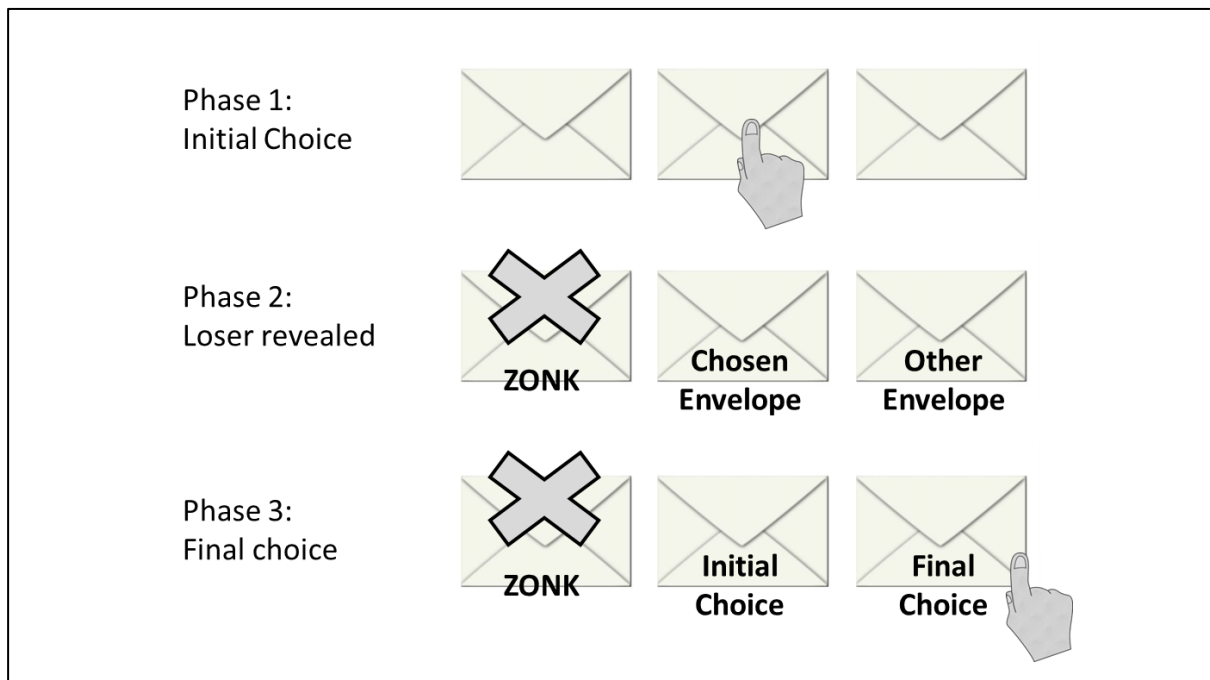 Phase 1:
Initial Choice
Phase 2:
Loser revealed
ZONK
Chosen
Envelope
Other
Envelope
Phase 3:
Final choice
ZONK
Initial
Choice
Final
Choice